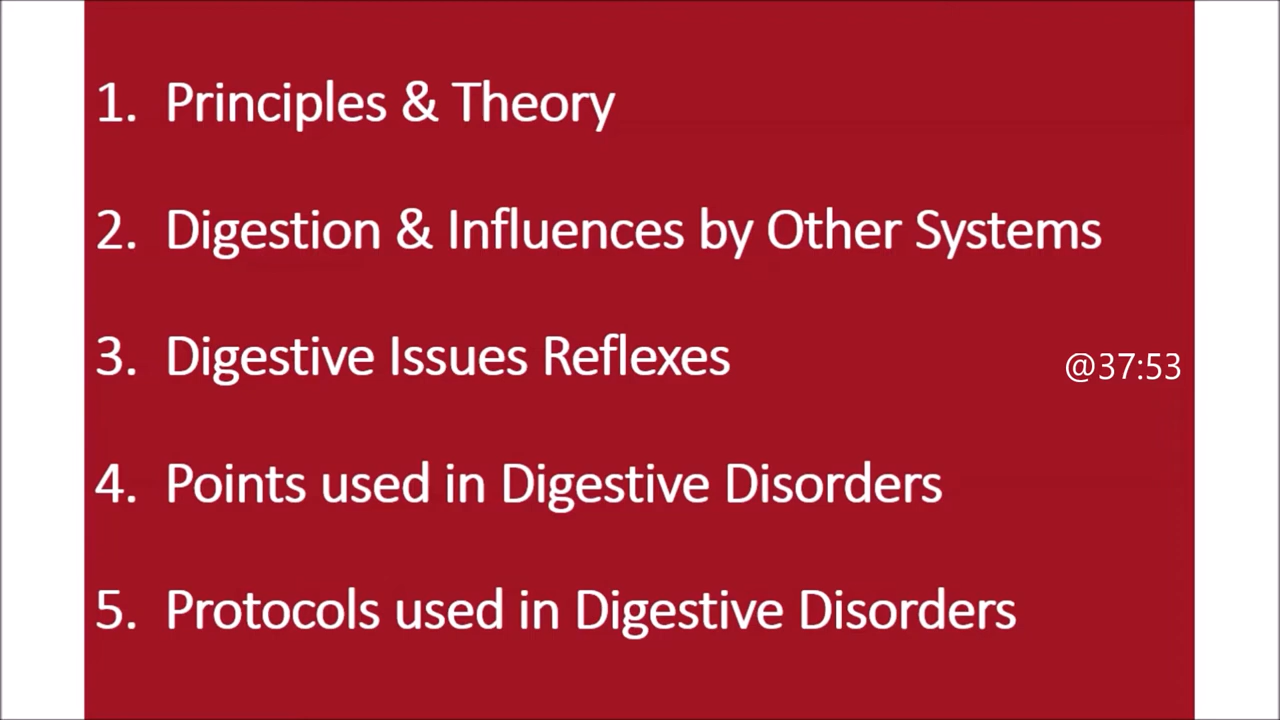 1. Principles & Theory
2. Digestion & Influences by Other Systems
3. Digestive Issues Reflexes @37:53
4. Points used in Digestive Disorders
5. Protocols used in Digestive Disorders